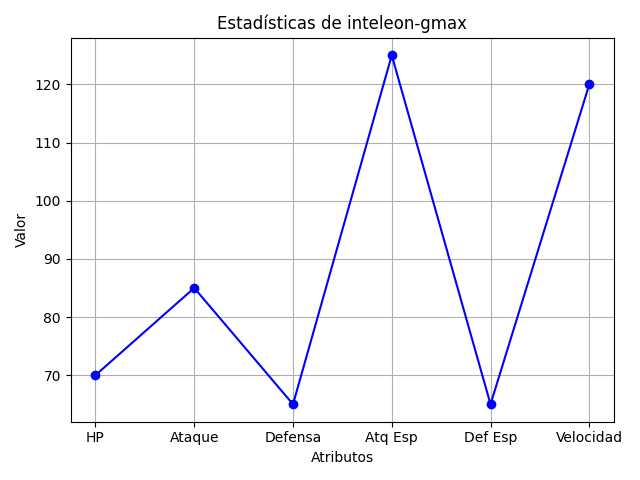 Estadísticas de inteleon-gmax
Valor
120
110
100
90
80
70
HP Ataque Defensa Atq Esp Def Esp Velocidad
Atributos